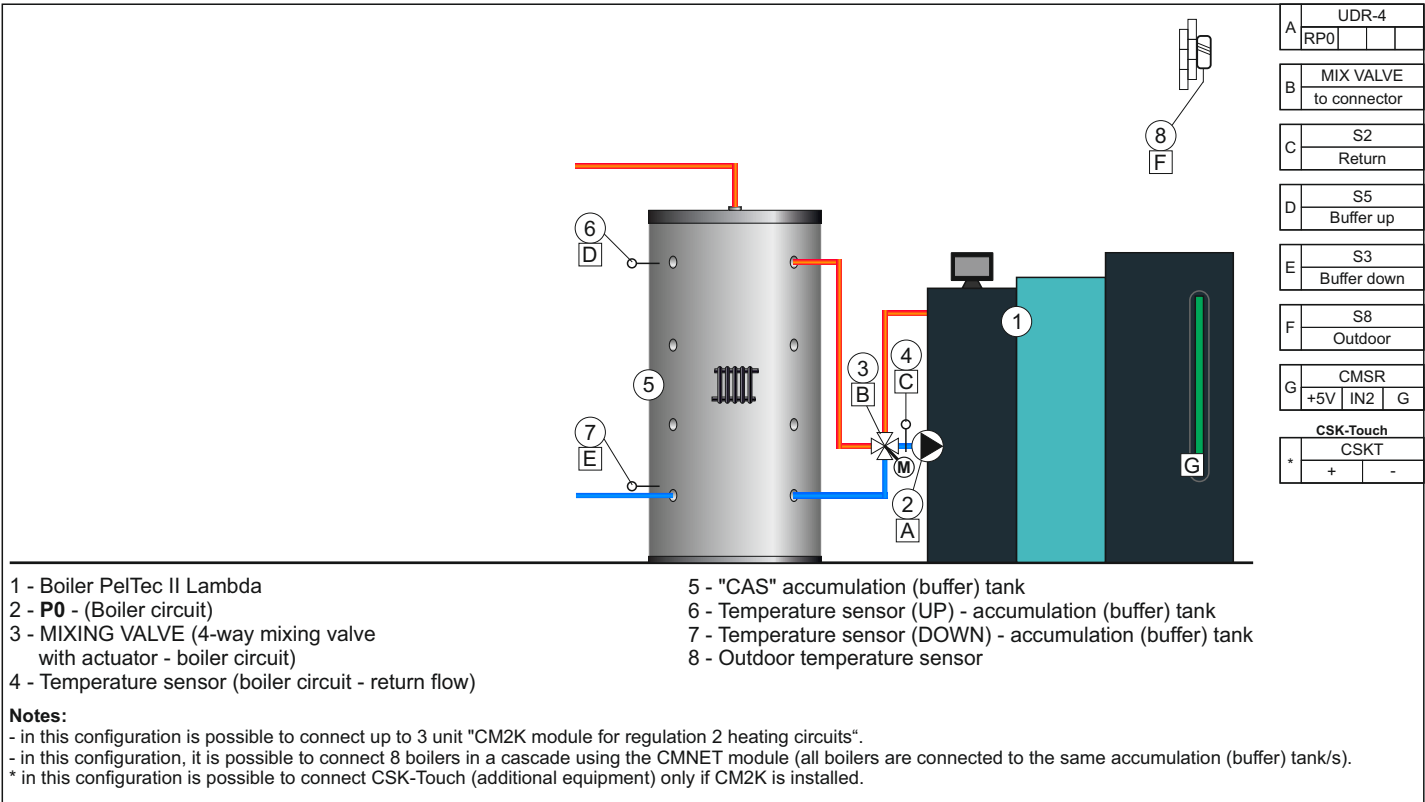 8
F
6
D
5
7
E
3
B
4
C
M
2
A
1
G
A UDR-4
RP0
B MIX VALVE
to connector
C S2
Return
D S5
Buffer up
E S3
Buffer down
F S8
Outdoor
G CMSR
+5V IN2 G
CSK-Touch
* CSKT
+ -
1 - Boiler PelTec II Lambda
2 - P0 - (Boiler circuit)
3 - MIXING VALVE (4-way mixing valve
with actuator - boiler circuit)
4 - Temperature sensor (boiler circuit - return flow)
5 - "CAS" accumulation (buffer) tank
6 - Temperature sensor (UP) - accumulation (buffer) tank
7 - Temperature sensor (DOWN) - accumulation (buffer) tank
8 - Outdoor temperature sensor
Notes:
- in this configuration is possible to connect up to 3 unit "CM2K module for regulation 2 heating circuits“.
- in this configuration, it is possible to connect 8 boilers in a cascade using the CMNET module (all boilers are connected to the same accumulation (buffer) tank/s).
* in this configuration is possible to connect CSK-Touch (additional equipment) only if CM2K is installed.